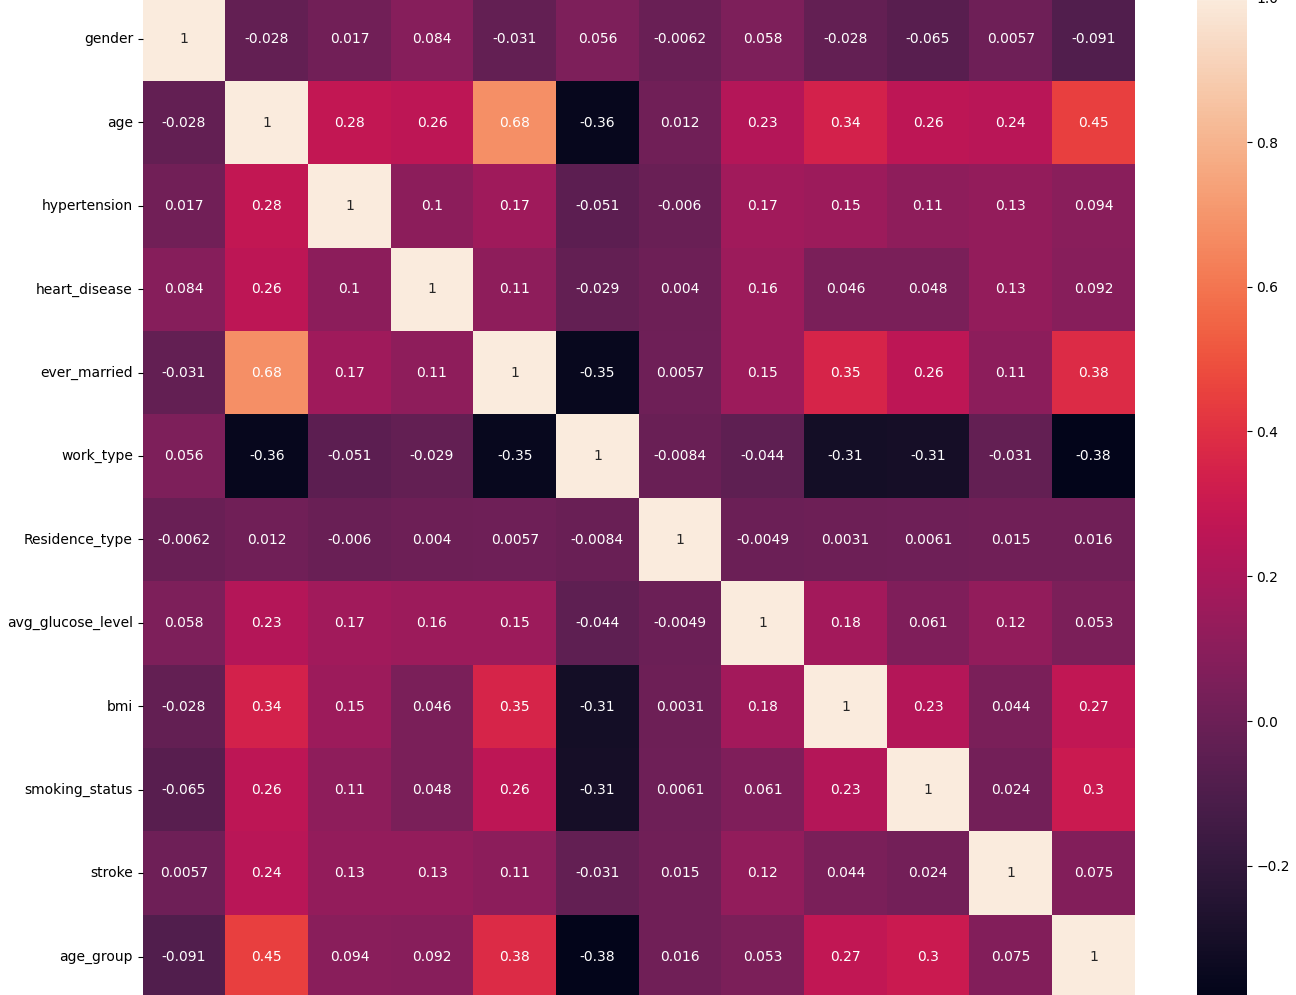 gender 1 -0.028 0.017 0.084 -0.031 0.056 -0.0062 0.058 -0.028 -0.065 0.0057 -0.091
age -0.028 1 0.28 0.26 0.68 -0.36 0.012 0.23 0.34 0.26 0.24 0.45
hypertension 0.017 0.28 1 0.1 0.17 -0.051 -0.006 0.17 0.15 0.11 0.13 0.094
heart_disease 0.084 0.26 0.1 1 0.11 -0.029 0.004 0.16 0.046 0.048 0.13 0.092
ever_married -0.031 0.68 0.17 0.11 1 -0.35 0.0057 0.15 0.35 0.26 0.11 0.38
work_type 0.056 -0.36 -0.051 -0.029 -0.35 1 -0.0084 -0.044 -0.31 -0.31 -0.031 -0.38
Residence_type -0.0062 0.012 -0.006 0.004 0.0057 -0.0084 1 -0.0049 0.0031 0.0061 0.015 0.016
avg_glucose_level 0.058 0.23 0.17 0.16 0.15 -0.044 -0.0049 1 0.18 0.061 0.12 0.053
bmi -0.028 0.34 0.15 0.046 0.35 -0.31 0.0031 0.18 1 0.23 0.044 0.27
smoking_status -0.065 0.26 0.11 0.048 0.26 -0.31 0.0061 0.061 0.23 1 0.024 0.3
stroke 0.0057 0.24 0.13 0.13 0.11 -0.031 0.015 0.12 0.044 0.024 1 0.075
age_group -0.091 0.45 0.094 0.092 0.38 -0.38 0.016 0.053 0.27 0.3 0.075 1
0.8
0.6
0.4
0.2
0.0
−0.2